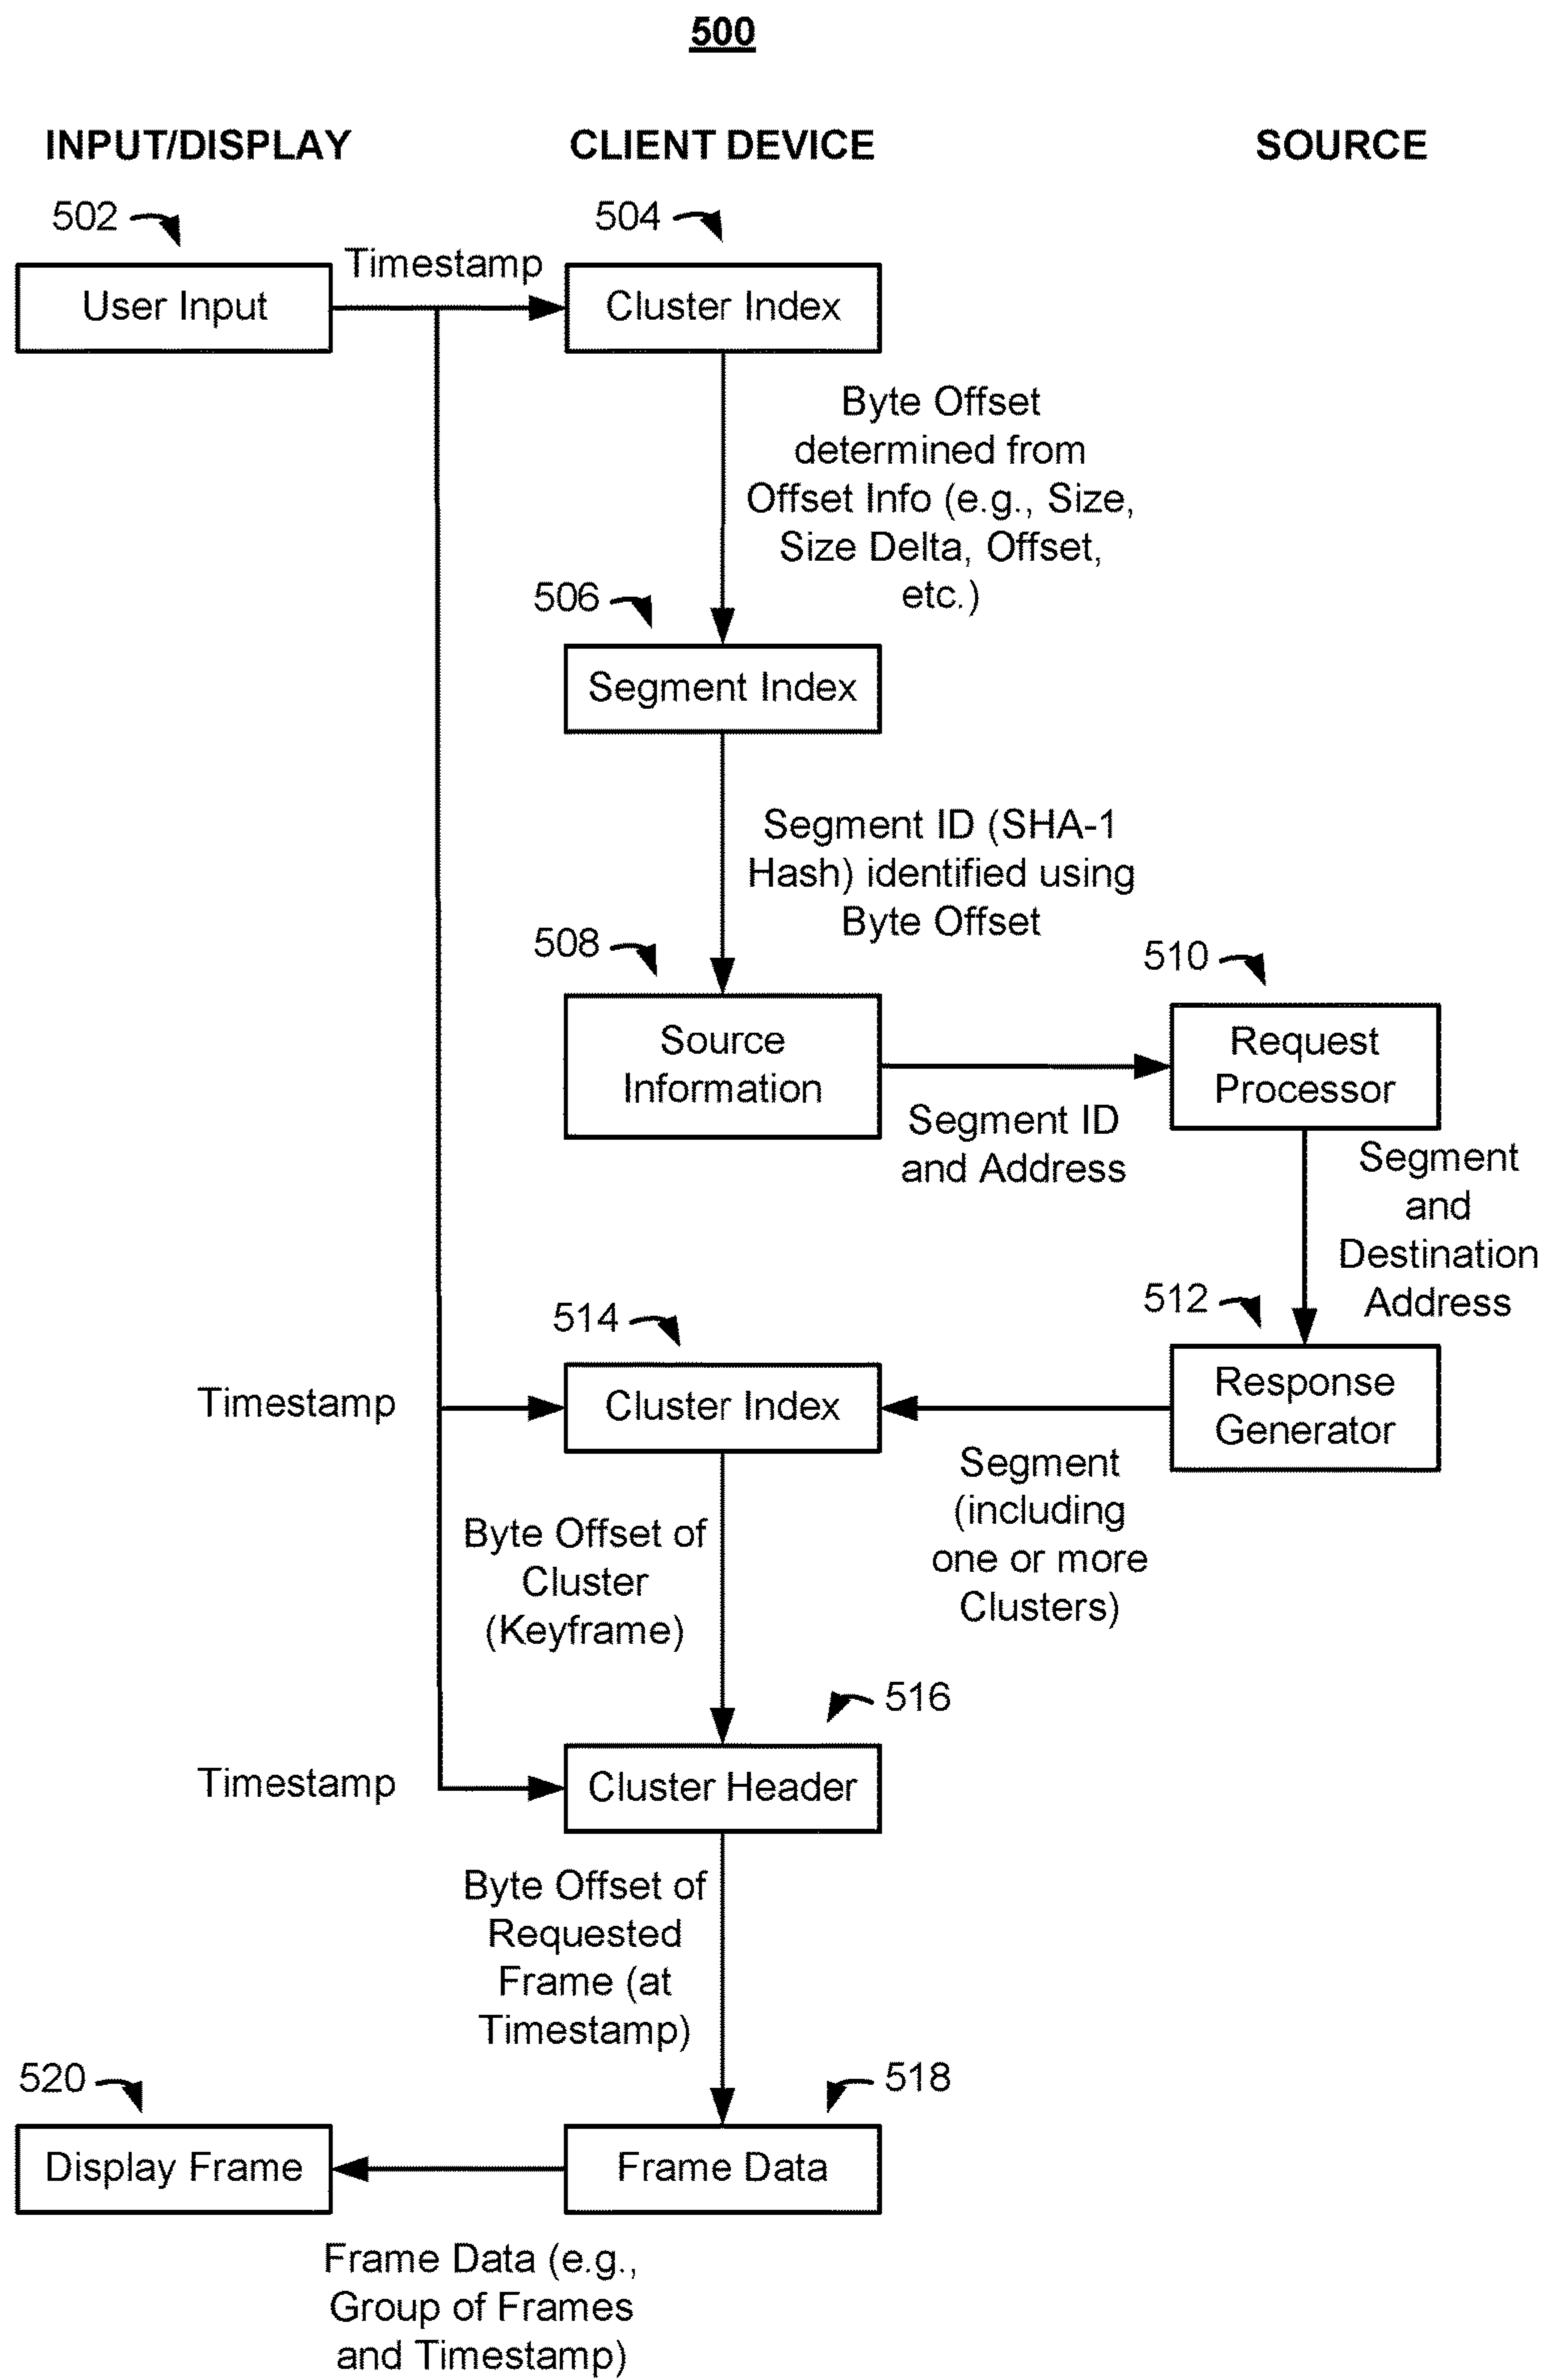 500
INPUT/DISPLAY
CLIENT DEVICE
SOURCE
502
504
Timestamp
User Input
Cluster Index
Byte Offset
determined from
Offset Info (e.g., Size,
Size Delta, Offset,
etc.)
506
Segment Index
Segment ID (SHA-1
Hash) identified using
Byte Offset
508
510
Source
Information
Request
Processor
Segment ID
and Address
Segment
and
Destination
Address
512
514
Timestamp
Cluster Index
Response
Generator
Segment
(including
one or more
Clusters)
Byte Offset of
Cluster
(Keyframe)
516
Timestamp
Cluster Header
Byte Offset of
Requested
Frame (at
Timestamp)
520
518
Display Frame
Frame Data
Frame Data (e.g.,
Group of Frames
and Timestamp)